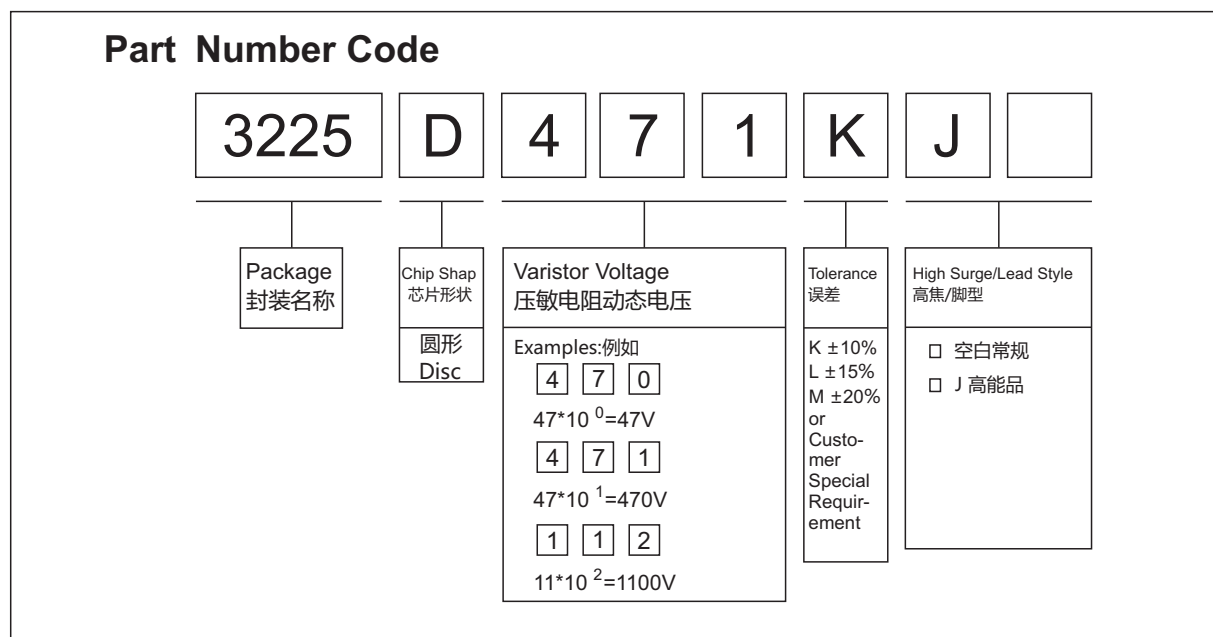 Part Number Code
3225 D 4 7 1 K J
Package
封装名称
Chip Shap
芯片形状
圆形
Disc
Varistor Voltage
压敏电阻动态电压
Examples:例如
4 7 0
47*10 0=47V
4 7 1
47*10 1=470V
1 1 2
11*10 2=1100V
Tolerance
误差
K ±10%
L ±15%
M ±20%
or
Custo-
mer
Special
Requir-
ement
High Surge/Lead Style
高焦/脚型
□ 空白常规
□ J 高能品